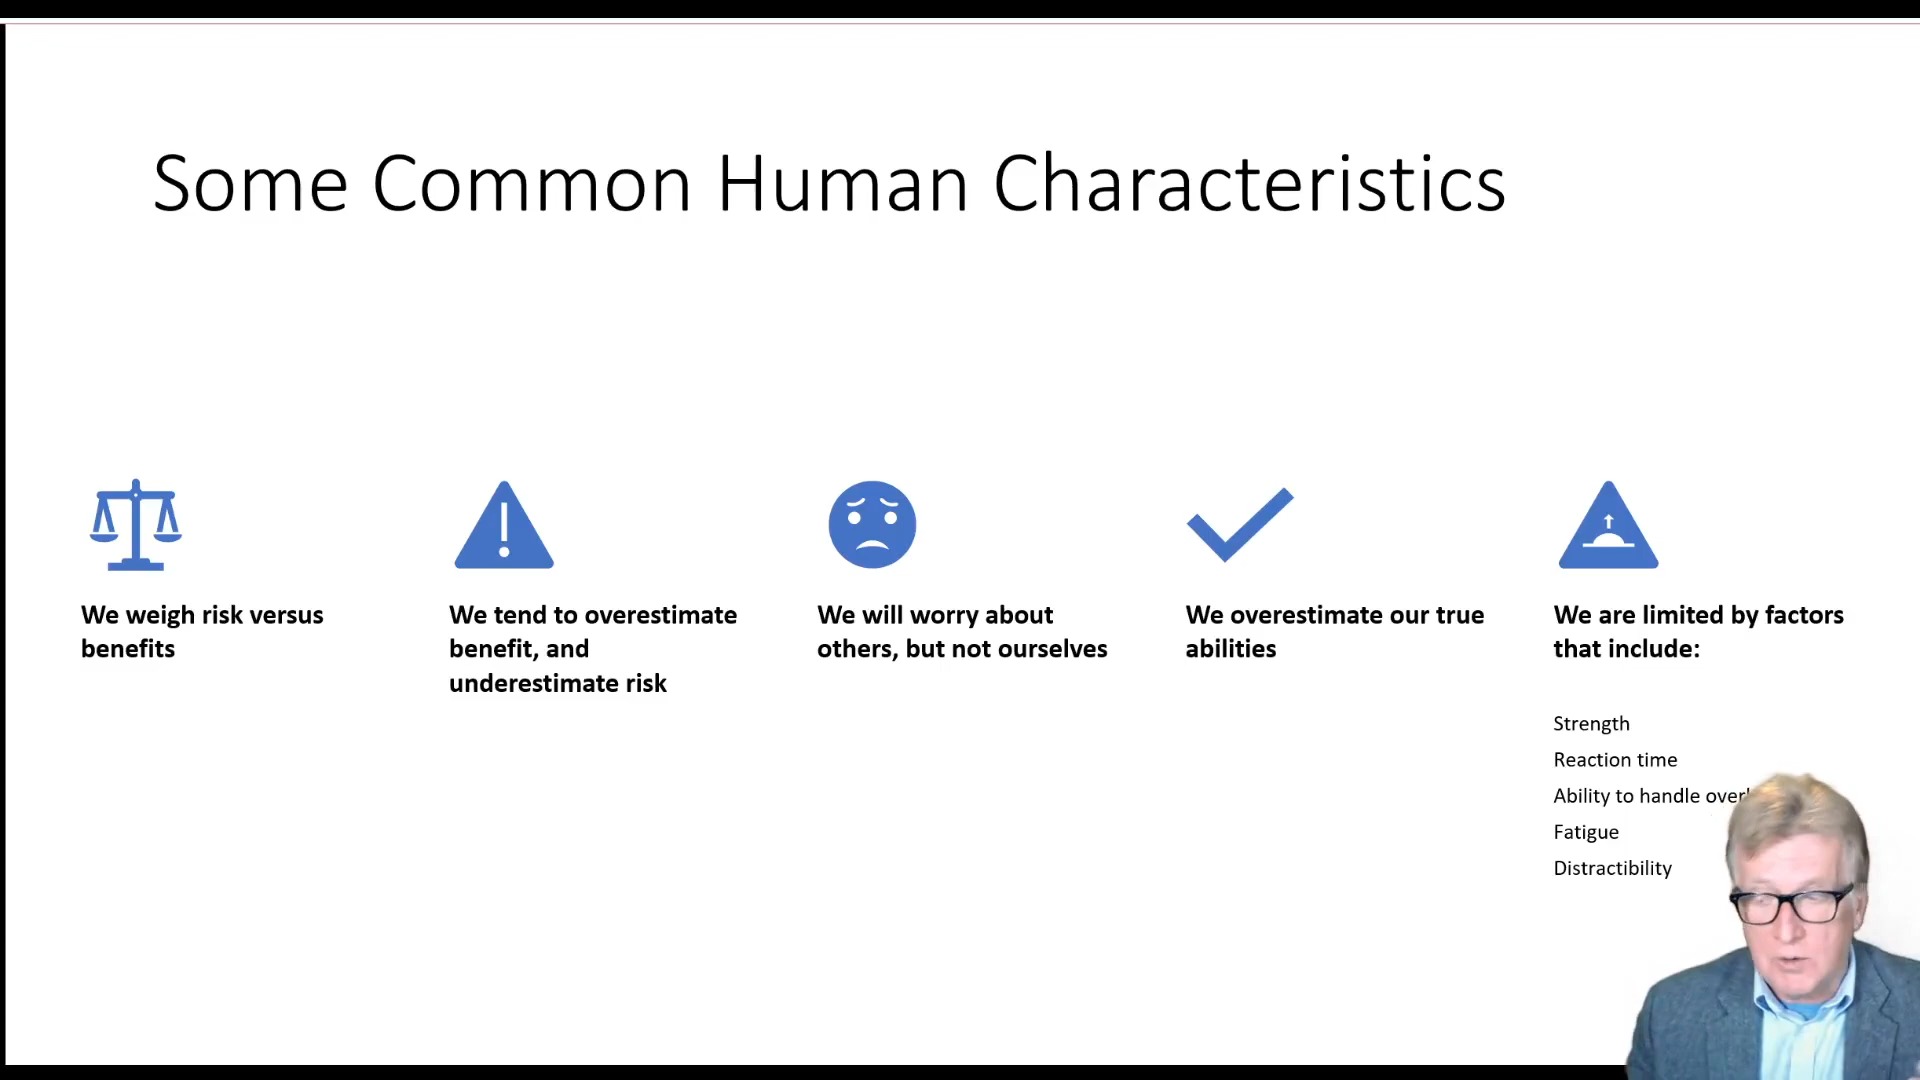 Some Common Human Characteristics
We weigh risk versus
benefits
We tend to overestimate
benefit, and
underestimate risk
We will worry about
others, but not ourselves
We overestimate our true
abilities
We are limited by factors
that include:
Strength
Reaction time
Ability to handle
Fatigue
Distractibility